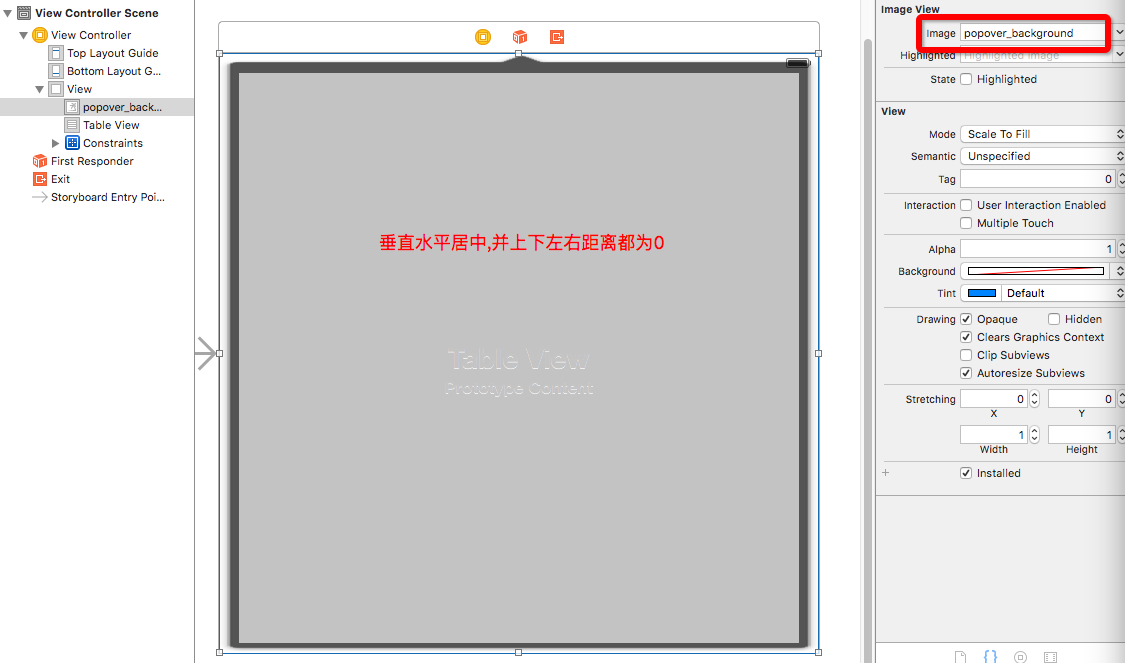 View Controller Scene
View Controller
Top Layout Guide
Bottom Layout G...
View
popover_back...
Table View
Constraints
First Responder
Exit
Storyboard Entry Poi...
垂直水平居中,并上下左右距离都为0
Table View
Prototype Content
Image View
Image popover_background
Highlighted Highlighted Image
State Highlighted
View
Mode Scale To Fill
Semantic Unspecified
Tag 0
Interaction User Interaction Enabled
Multiple Touch
Alpha 1
Background
Tint Default
Drawing Opaque Hidden
Clears Graphics Context
Clip Subviews
Autoresize Subviews
Stretching 0 0
X Y
1 1
Width Height
+ Installed